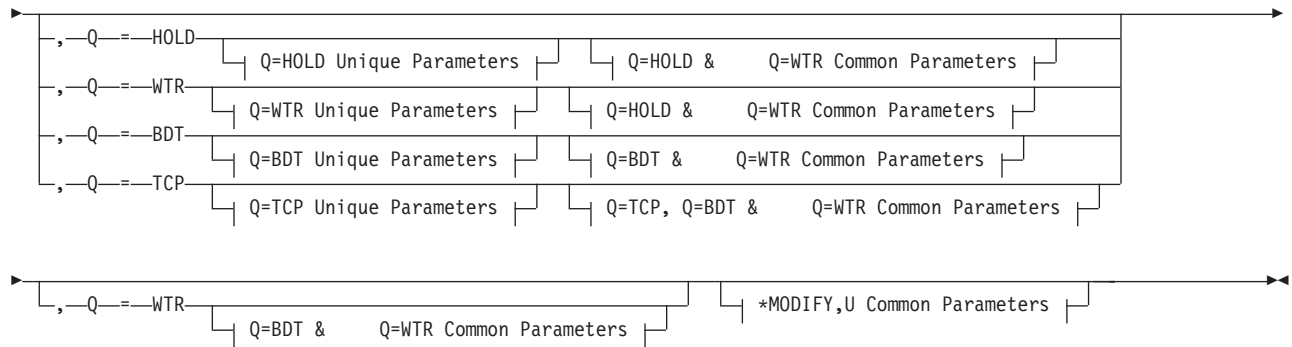 , Q = HOLD
Q=HOLD Unique Parameters Q=HOLD & Q=WTR Common Parameters
, Q = WTR
Q=WTR Unique Parameters Q=HOLD & Q=WTR Common Parameters
, Q = BDT
Q=BDT Unique Parameters Q=BDT & Q=WTR Common Parameters
, Q = TCP
Q=TCP Unique Parameters Q=TCP, Q=BDT & Q=WTR Common Parameters
, Q = WTR
Q=BDT & Q=WTR Common Parameters *MODIFY,U Common Parameters